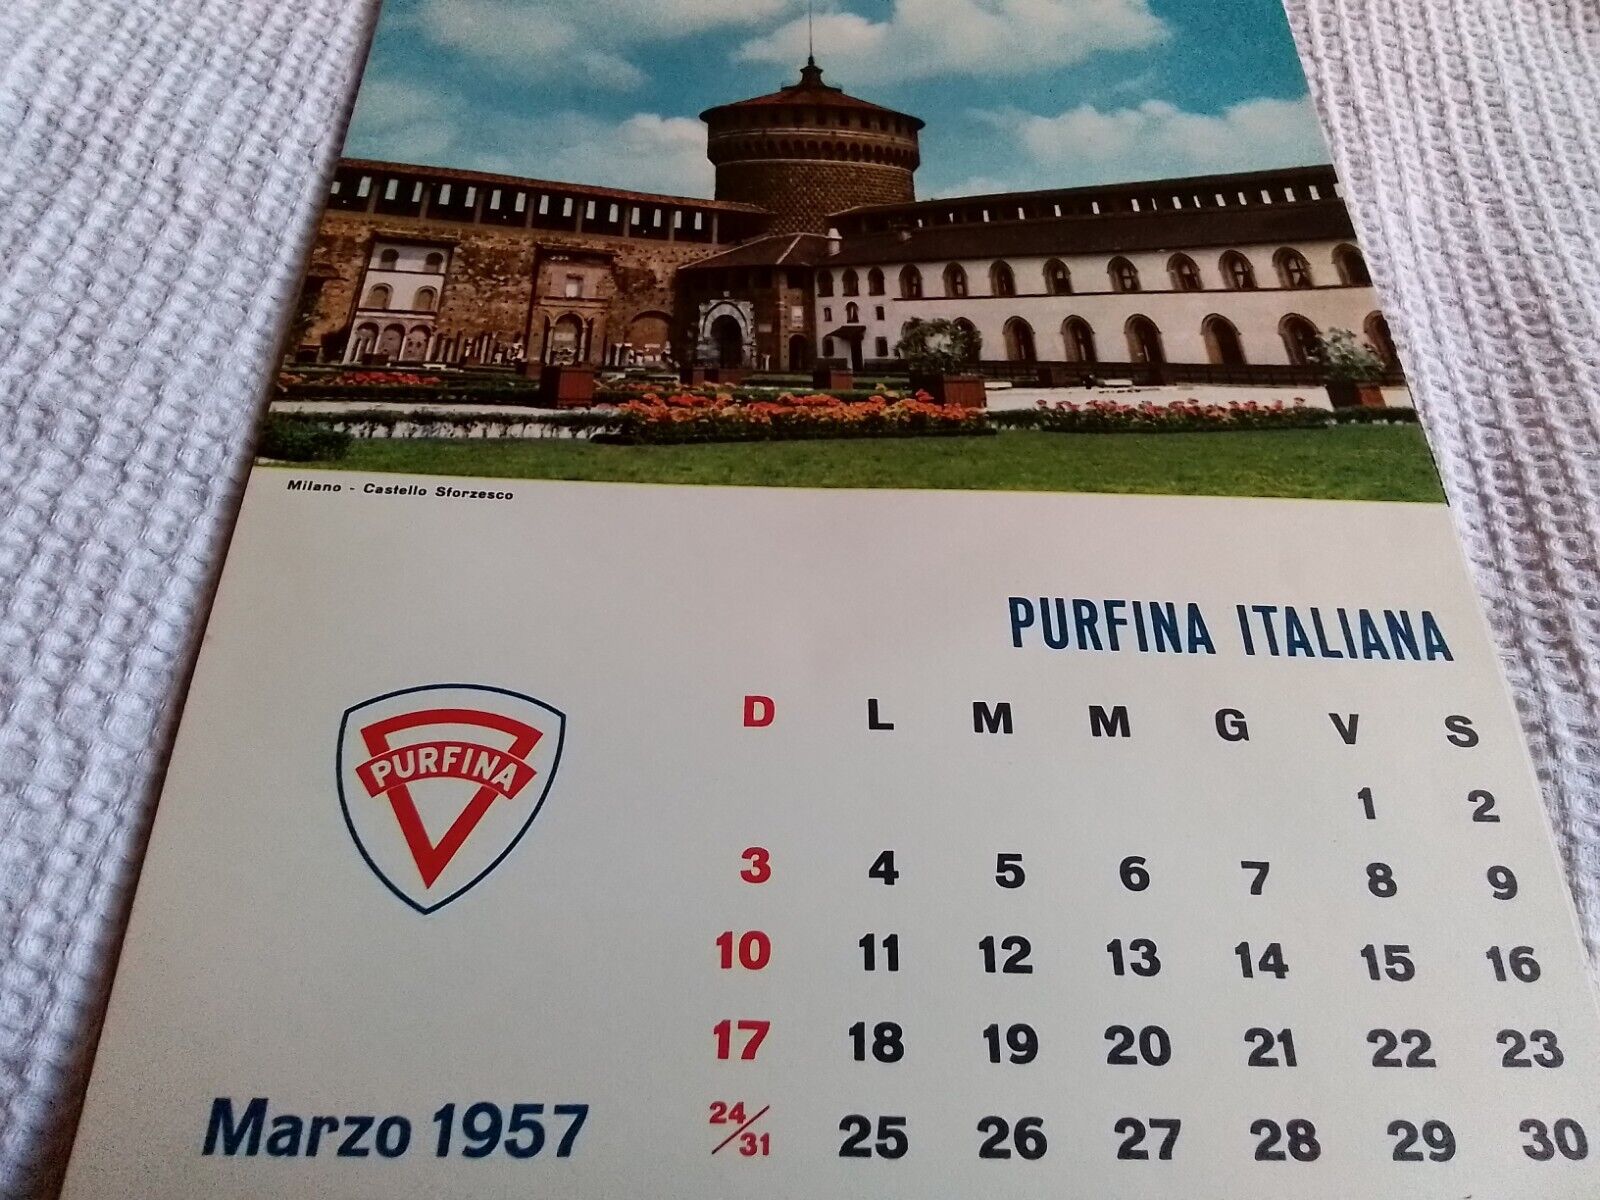 Milano - Castello Sforzesco
PURFINA ITALIANA
PURFINA
D L M M G V S
1 2
3 4 5 6 7 8 9
10 11 12 13 14 15 16
17 18 19 20 21 22 23
24/31 25 26 27 28 29 30
Marzo 1957